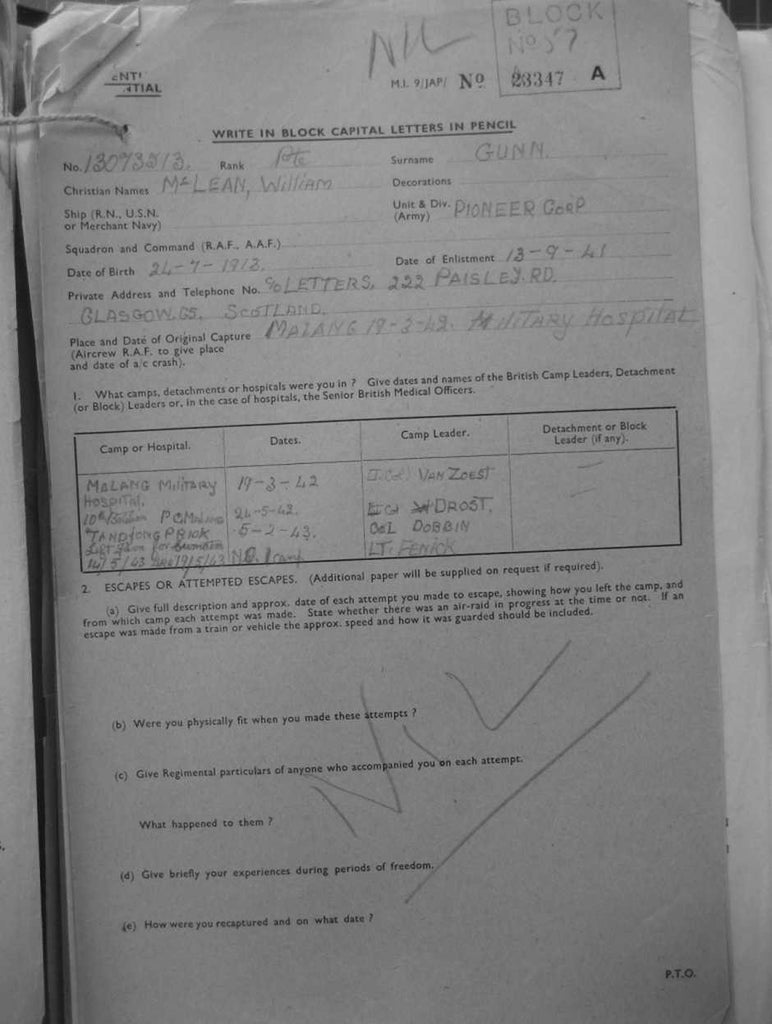 NIL
BLOCK
No 57
M.I. 9/JAP/ No 23347 A
WRITE IN BLOCK CAPITAL LETTERS IN PENCIL
No. 13073213. Rank Pte Surname GUNN.
Christian Names McLEAN, William Decorations
Ship (R.N., U.S.N. or Merchant Navy)
Unit & Div. (Army) PIONEER CORP
Squadron and Command (R.A.F., A.A.F.)
Date of Birth 24-7-1913. Date of Enlistment 13-9-41
Private Address and Telephone No. c/o LETTERS, 222 PAISLEY RD.
GLASGOW. SCOTLAND.
Place and Date of Original Capture MALANG 19-3-42. MILITARY HOSPITAL
(Aircrew R.A.F. to give place
and date of a/c crash).
1. What camps, detachments or hospitals were you in ? Give dates and names of the British Camp Leaders, Detachment
(or Block) Leaders or, in the case of hospitals, the Senior British Medical Officers.
Camp or Hospital. Dates. Camp Leader. Detachment or Block Leader (if any).
MALANG MILITARY 19-3-42 VAN ZOEST
HOSPITAL.
10th Battalion 24-5-42. DROST.
TANDJONG PRIOK 5-2-43. COL DOBBIN
14/5/43 19/5/43 No. 1 camp LT. FENICK
2. ESCAPES OR ATTEMPTED ESCAPES. (Additional paper will be supplied on request if required).
(a) Give full description and approx. date of each attempt you made to escape, showing how you left the camp, and
from which camp each attempt was made. State whether there was an air-raid in progress at the time or not. If an
escape was made from a train or vehicle the approx. speed and how it was guarded should be included.
NIL
(b) Were you physically fit when you made these attempts ?
(c) Give Regimental particulars of anyone who accompanied you on each attempt.
What happened to them ?
(d) Give briefly your experiences during periods of freedom.
(e) How were you recaptured and on what date ?
P.T.O.